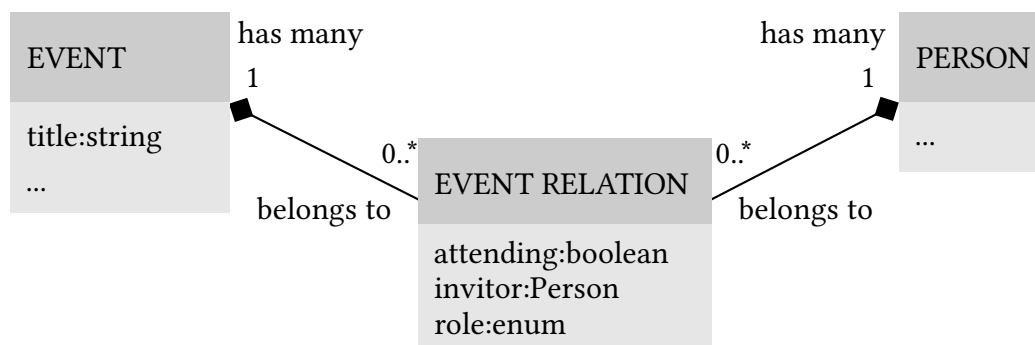 EVENT
title:string
...
has many
1
0..*
belongs to
EVENT RELATION
attending:boolean
invitor:Person
role:enum
has many
1
0..*
belongs to
PERSON
...